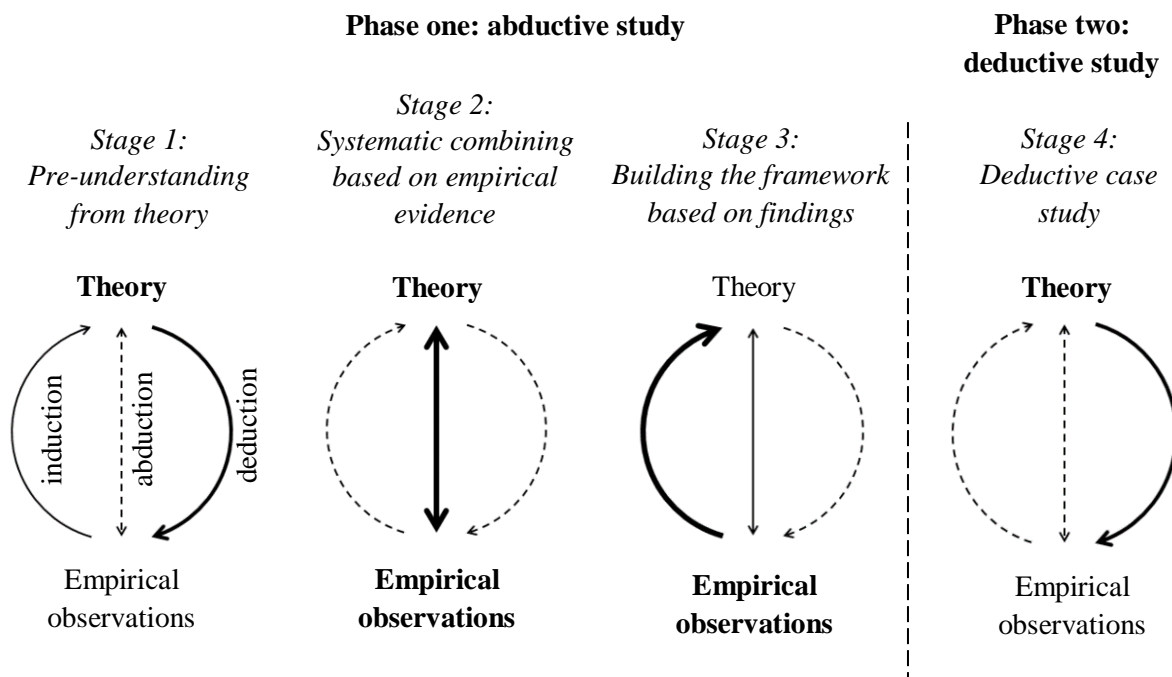 Phase one: abductive study
Phase two:
deductive study
Stage 1:
Pre-understanding
from theory
Stage 2:
Systematic combining
based on empirical
evidence
Stage 3:
Building the framework
based on findings
Stage 4:
Deductive case
study
Theory
induction
abduction
deduction
Empirical
observations
Theory
Empirical
observations
Theory
Empirical
observations
Theory
Empirical
observations